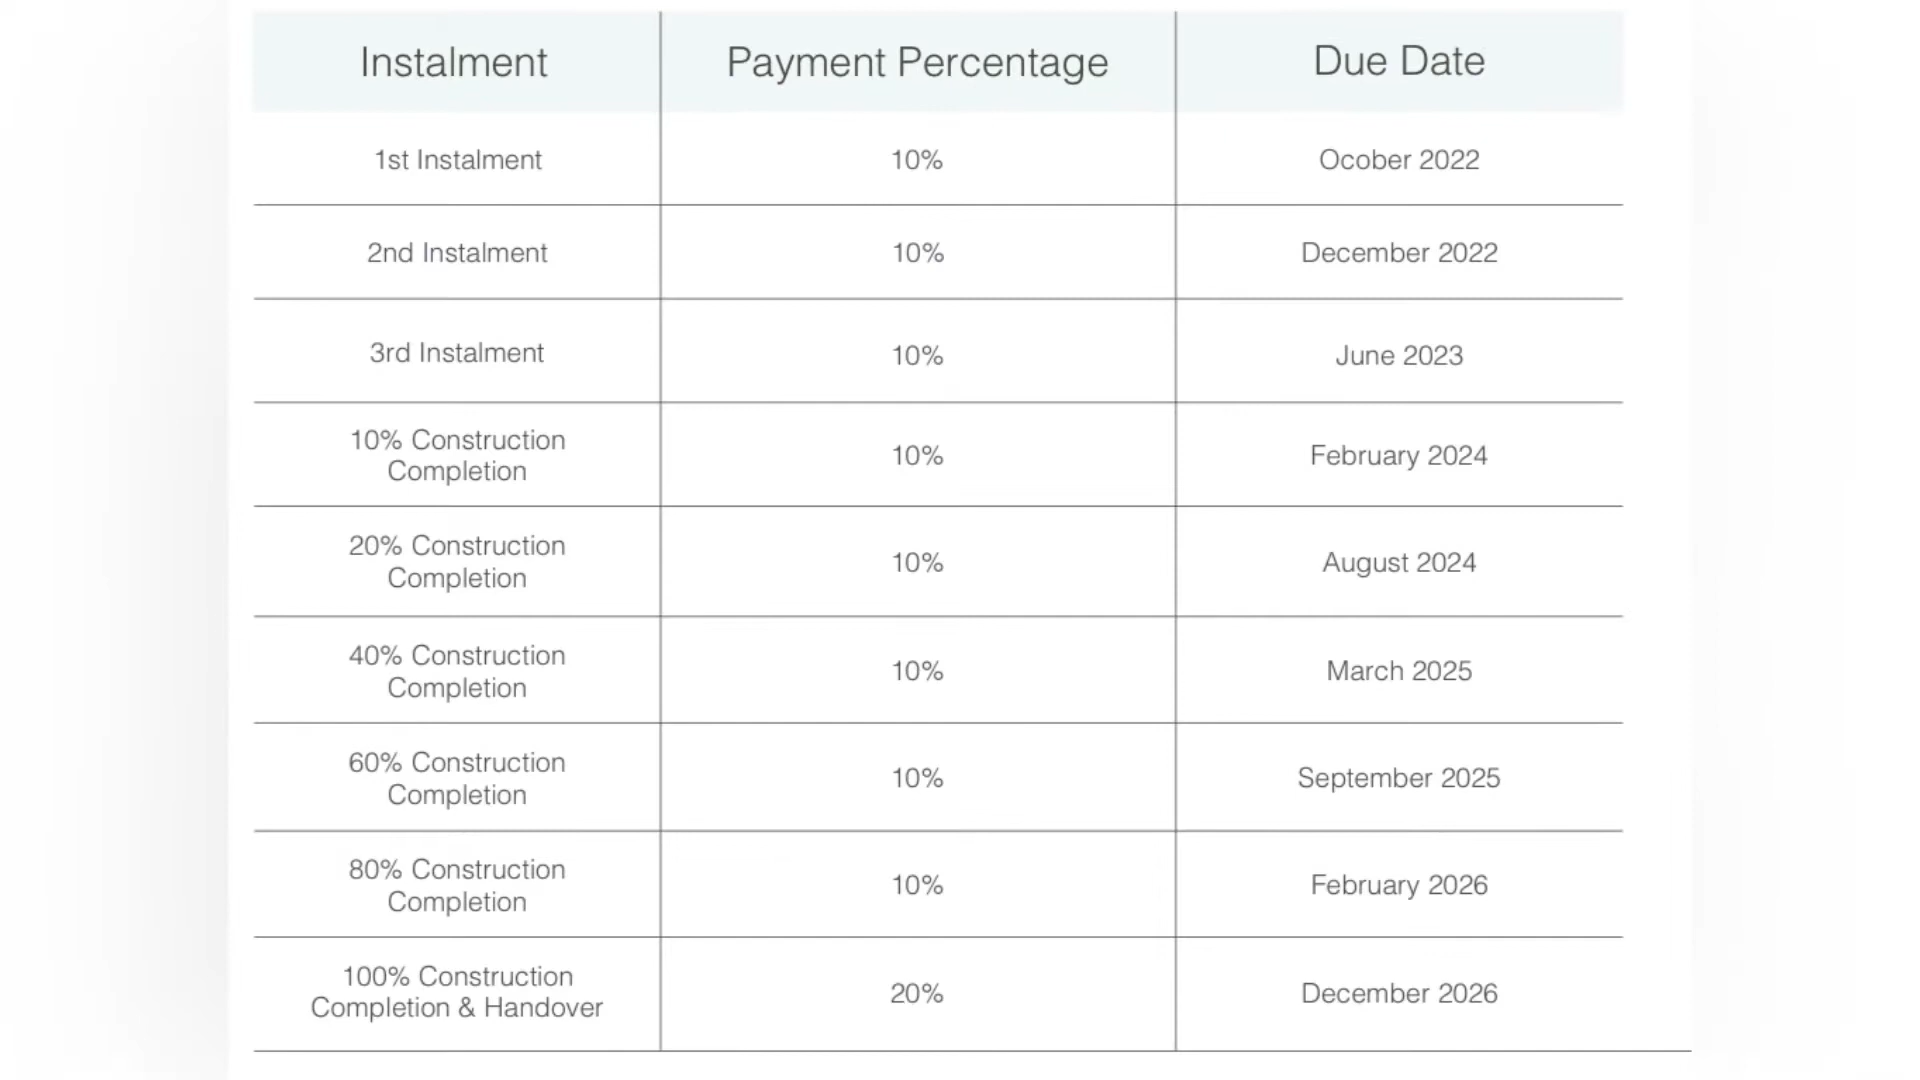 Instalment Payment Percentage Due Date
1st Instalment 10% Ocober 2022
2nd Instalment 10% December 2022
3rd Instalment 10% June 2023
10% Construction
Completion 10% February 2024
20% Construction
Completion 10% August 2024
40% Construction
Completion 10% March 2025
60% Construction
Completion 10% September 2025
80% Construction
Completion 10% February 2026
100% Construction
Completion & Handover 20% December 2026